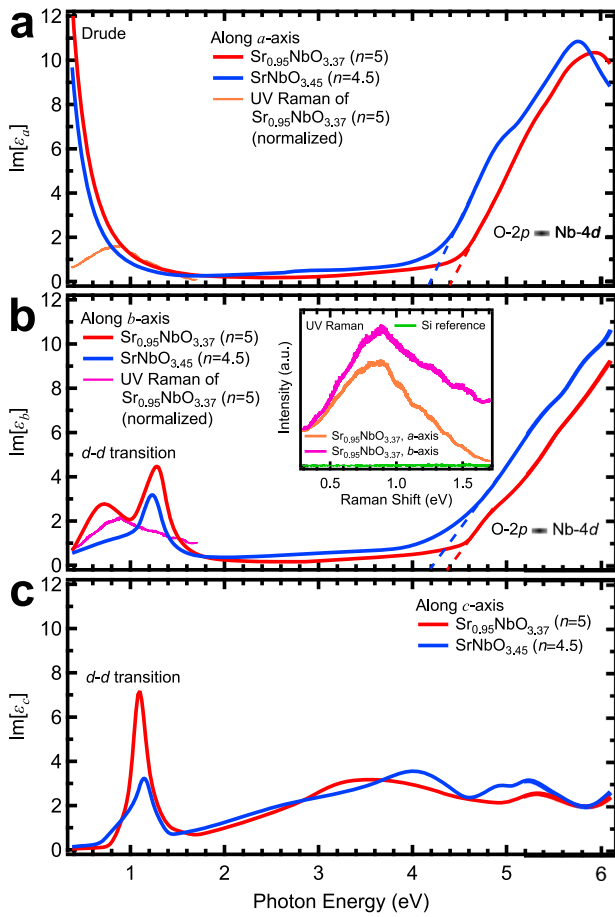 a
Drude
Along a-axis
Sr0.95NbO3.37 (n=5)
SrNbO3.45 (n=4.5)
UV Raman of
Sr0.95NbO3.37 (n=5)
(normalized)
O-2p Nb-4d
Im[εa]
12
10
8
6
4
2
0
b
Along b-axis
Sr0.95NbO3.37 (n=5)
SrNbO3.45 (n=4.5)
UV Raman of
Sr0.95NbO3.37 (n=5)
(normalized)
d-d transition
UV Raman
Si reference
Intensity (a.u.)
Sr0.95NbO3.37, a-axis
Sr0.95NbO3.37, b-axis
0.5 1.0 1.5
Raman Shift (eV)
O-2p Nb-4d
Im[εb]
12
10
8
6
4
2
0
c
Along c-axis
Sr0.95NbO3.37 (n=5)
SrNbO3.45 (n=4.5)
d-d transition
Im[εc]
12
10
8
6
4
2
0
1 2 3 4 5 6
Photon Energy (eV)